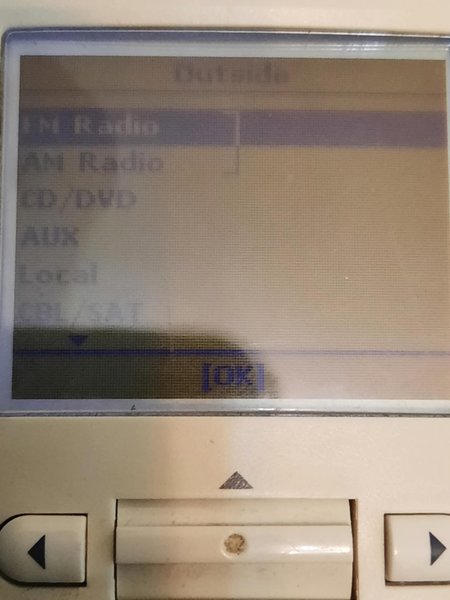 Outside
FM Radio
AM Radio
CD/DVD
AUX
Local
CBL/SAT
[OK]